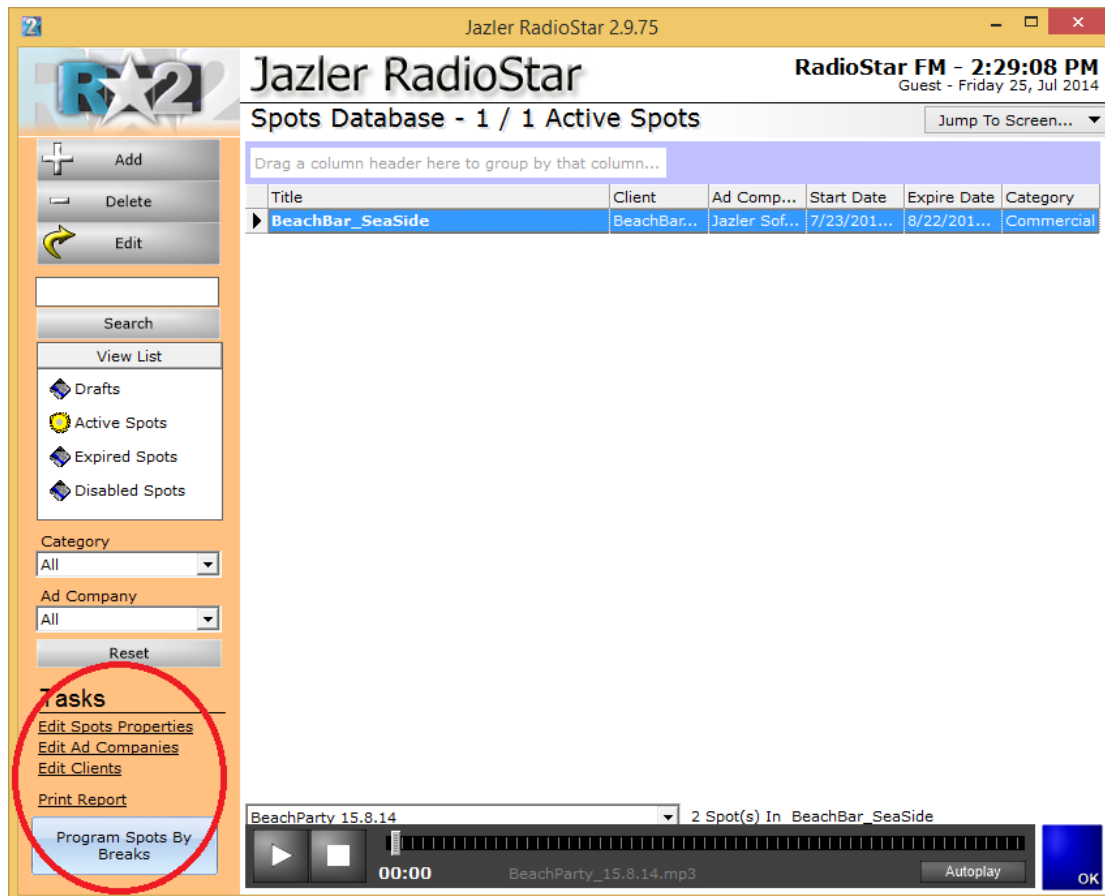 Jazler RadioStar 2.9.75
R 2
Jazler RadioStar
RadioStar FM - 2:29:08 PM
Guest - Friday 25, Jul 2014
Spots Database - 1 / 1 Active Spots
Jump To Screen...
Add
Delete
Edit
Search
View List
Drafts
Active Spots
Expired Spots
Disabled Spots
Category
All
Ad Company
All
Reset
Tasks
Edit Spots Properties
Edit Ad Companies
Edit Clients
Print Report
Program Spots By
Breaks
Drag a column header here to group by that column...
Title Client Ad Comp... Start Date Expire Date Category
BeachBar_SeaSide BeachBar... Jazler Sof... 7/23/201... 8/22/201... Commercial
BeachParty 15.8.14 2 Spot(s) In BeachBar_SeaSide
00:00 BeachParty_15.8.14.mp3 Autoplay
OK